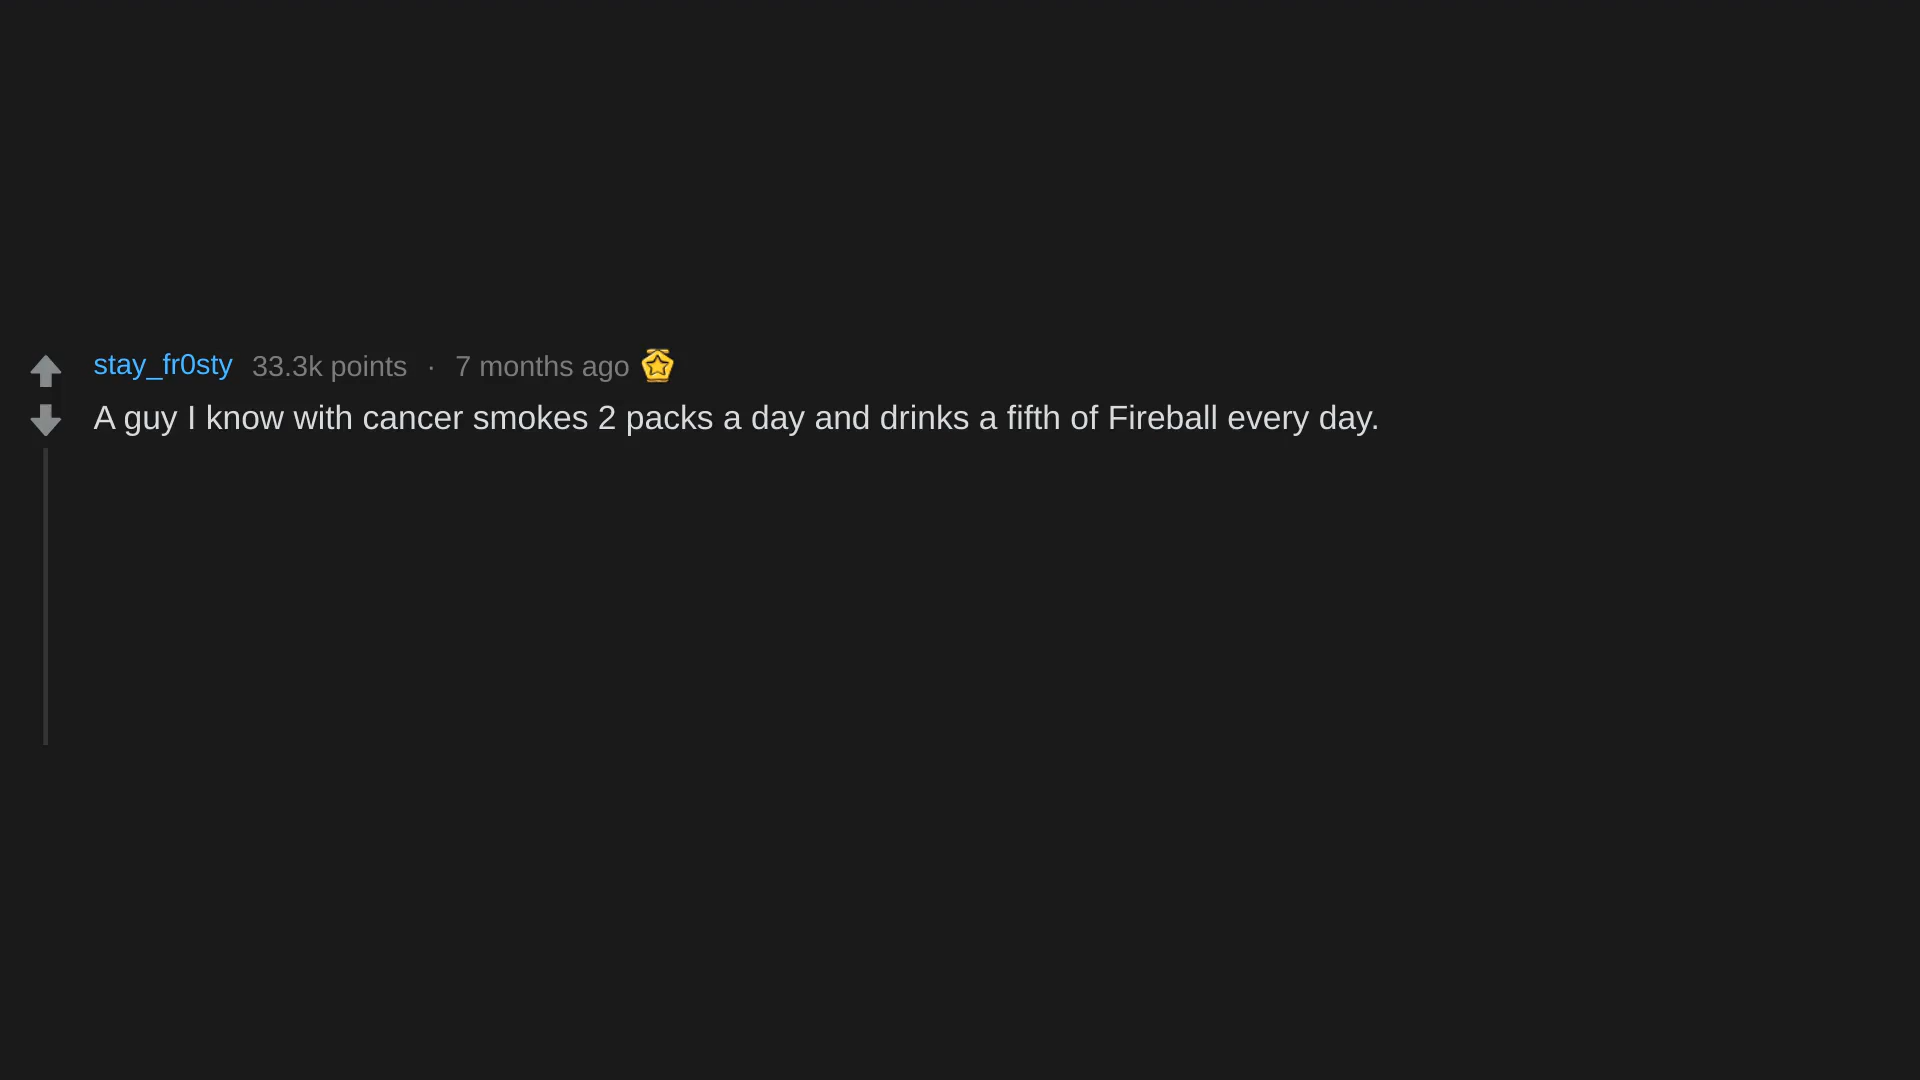 stay_fr0sty 33.3k points · 7 months ago
A guy I know with cancer smokes 2 packs a day and drinks a fifth of Fireball every day.